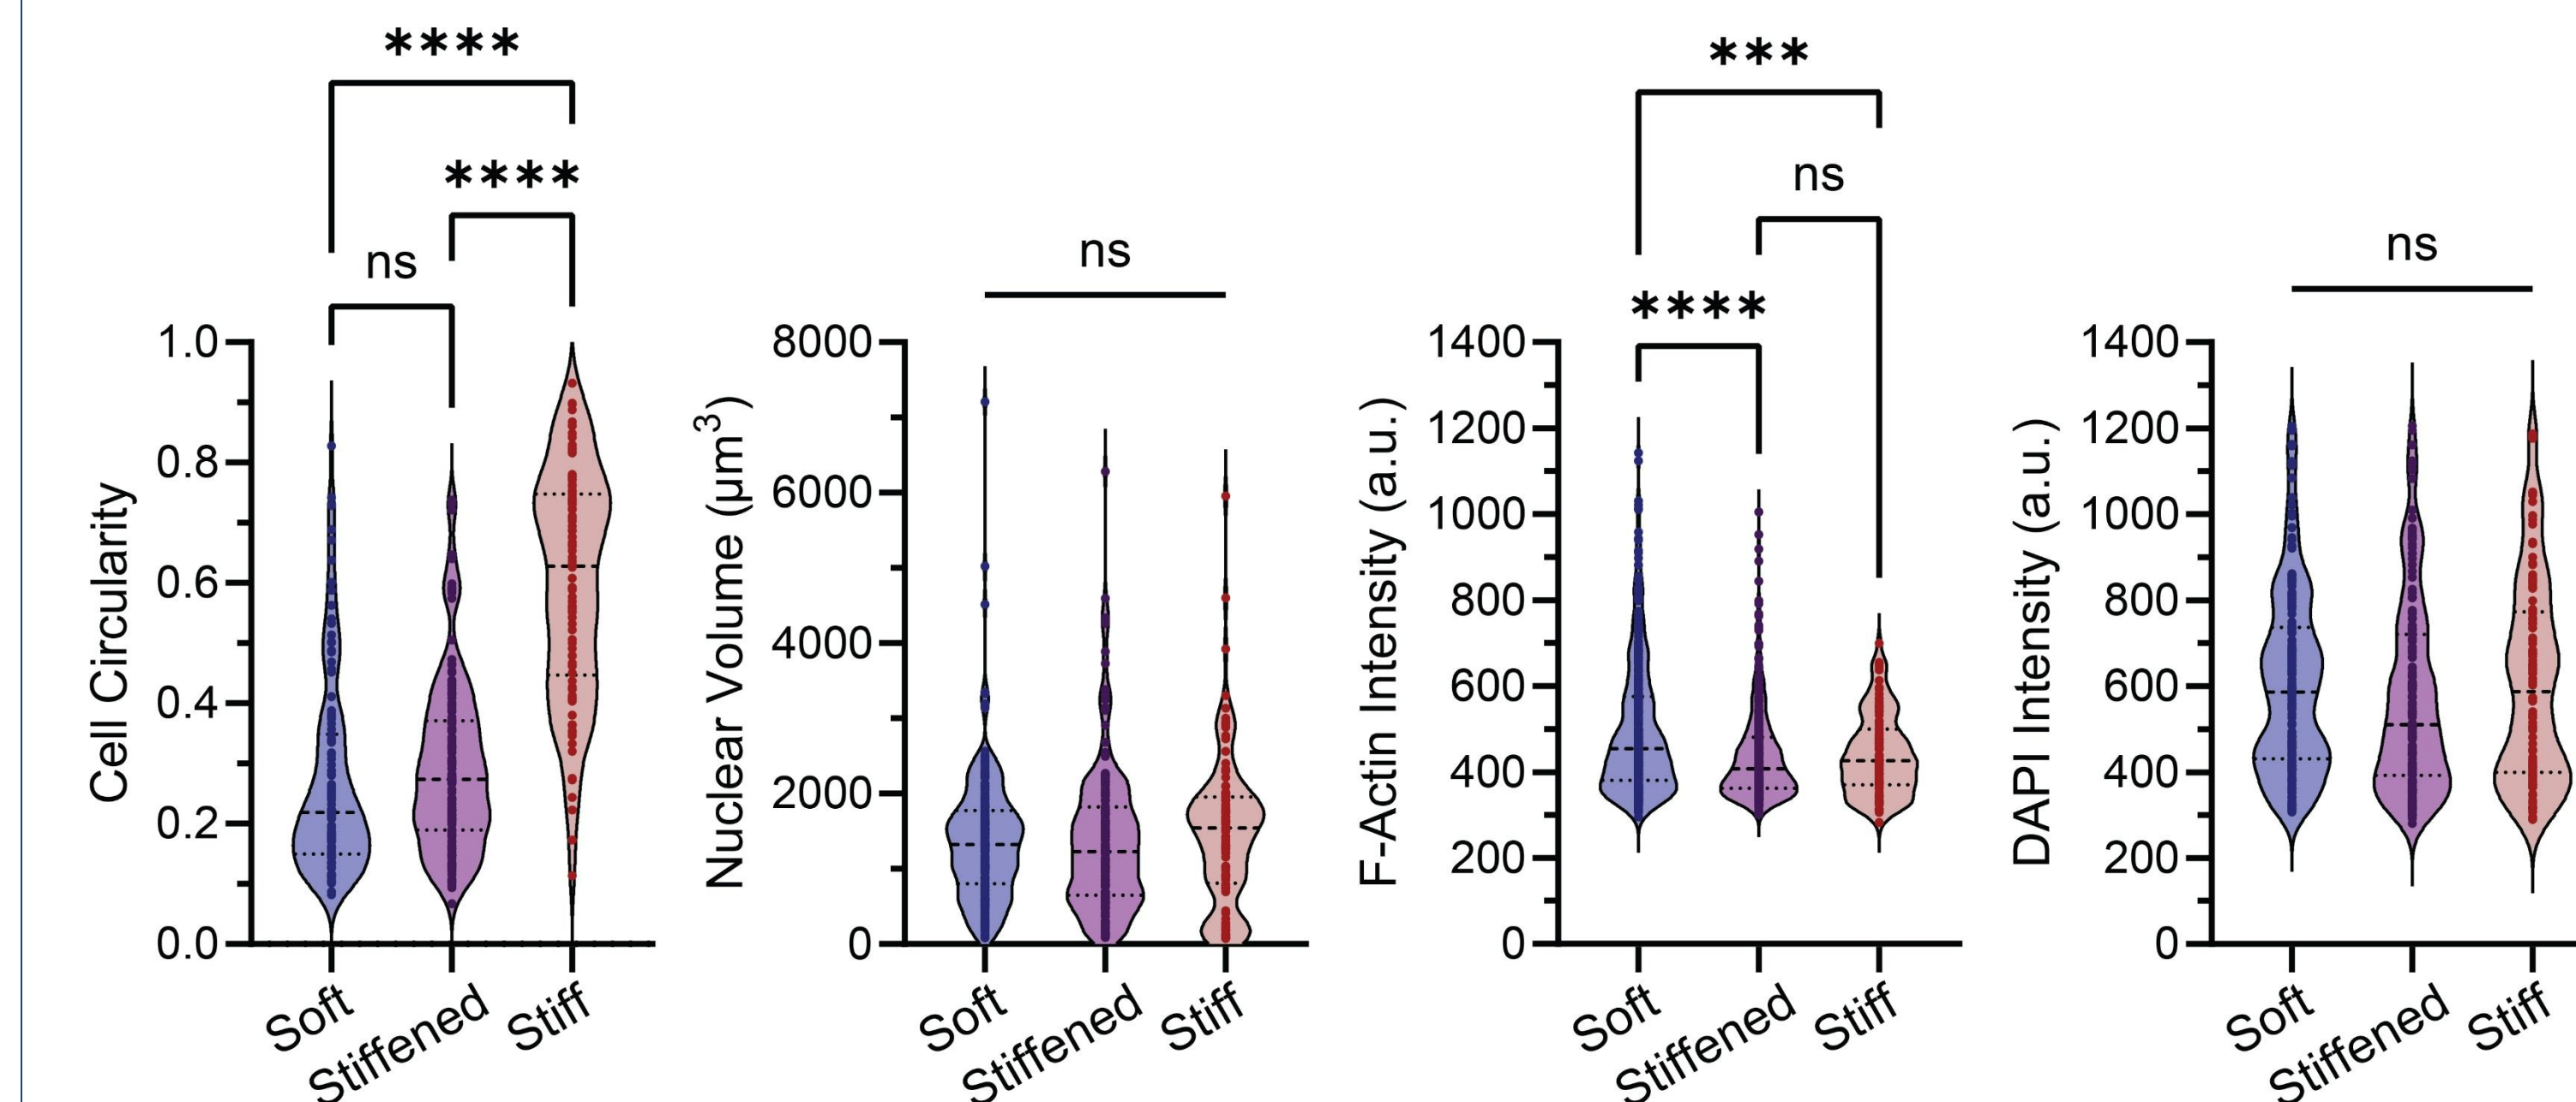 ****
****
ns
Cell Circularity
1.0
0.8
0.6
0.4
0.2
0.0
Soft
Stiffened
Stiff
ns
Nuclear Volume (μm³)
8000
6000
4000
2000
0
Soft
Stiffened
Stiff
***
ns
****
F-Actin Intensity (a.u.)
1400
1200
1000
800
600
400
200
0
Soft
Stiffened
Stiff
ns
DAPI Intensity (a.u.)
1400
1200
1000
800
600
400
200
0
Soft
Stiffened
Stiff